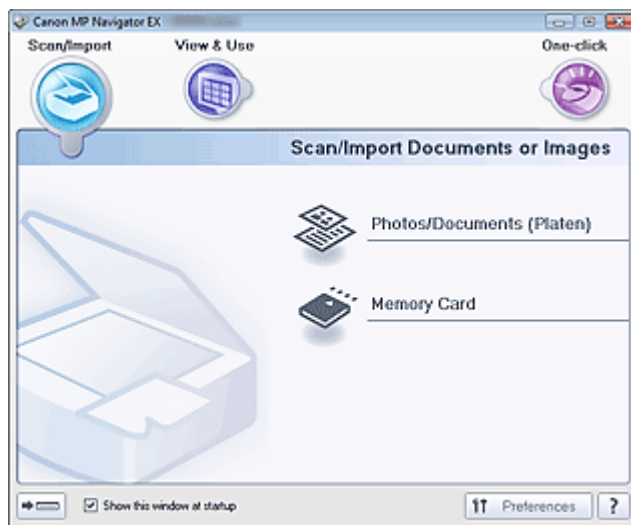 Canon MP Navigator EX
Scan/Import
View & Use
One-click
Scan/Import Documents or Images
Photos/Documents (Platen)
Memory Card
Show this window at startup
Preferences
?